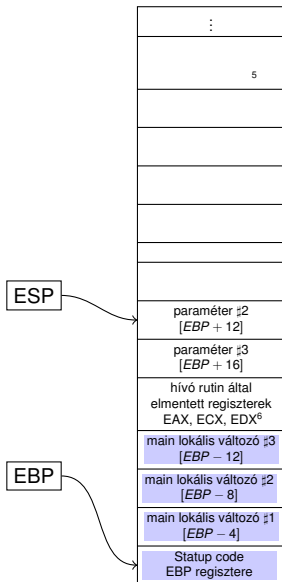 ⋮
5
ESP
paraméter ♯2
[EBP + 12]
paraméter ♯3
[EBP + 16]
hívó rutin által
elmentett regiszterek
EAX, ECX, EDX⁶
main lokális változó ♯3
[EBP − 12]
EBP
main lokális változó ♯2
[EBP − 8]
main lokális változó ♯1
[EBP − 4]
Statup code
EBP regisztere